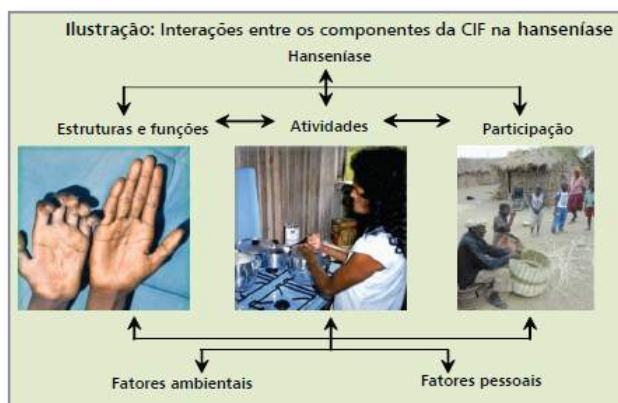 Ilustração: Interações entre os componentes da CIF na hanseníase
Hanseníase
Estruturas e funções
Atividades
Participação
Fatores ambientais
Fatores pessoais